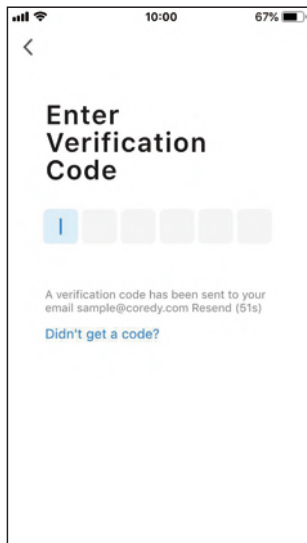 10:00
67%
Enter
Verification
Code
A verification code has been sent to your
email sample@coredy.com Resend (51s)
Didn't get a code?